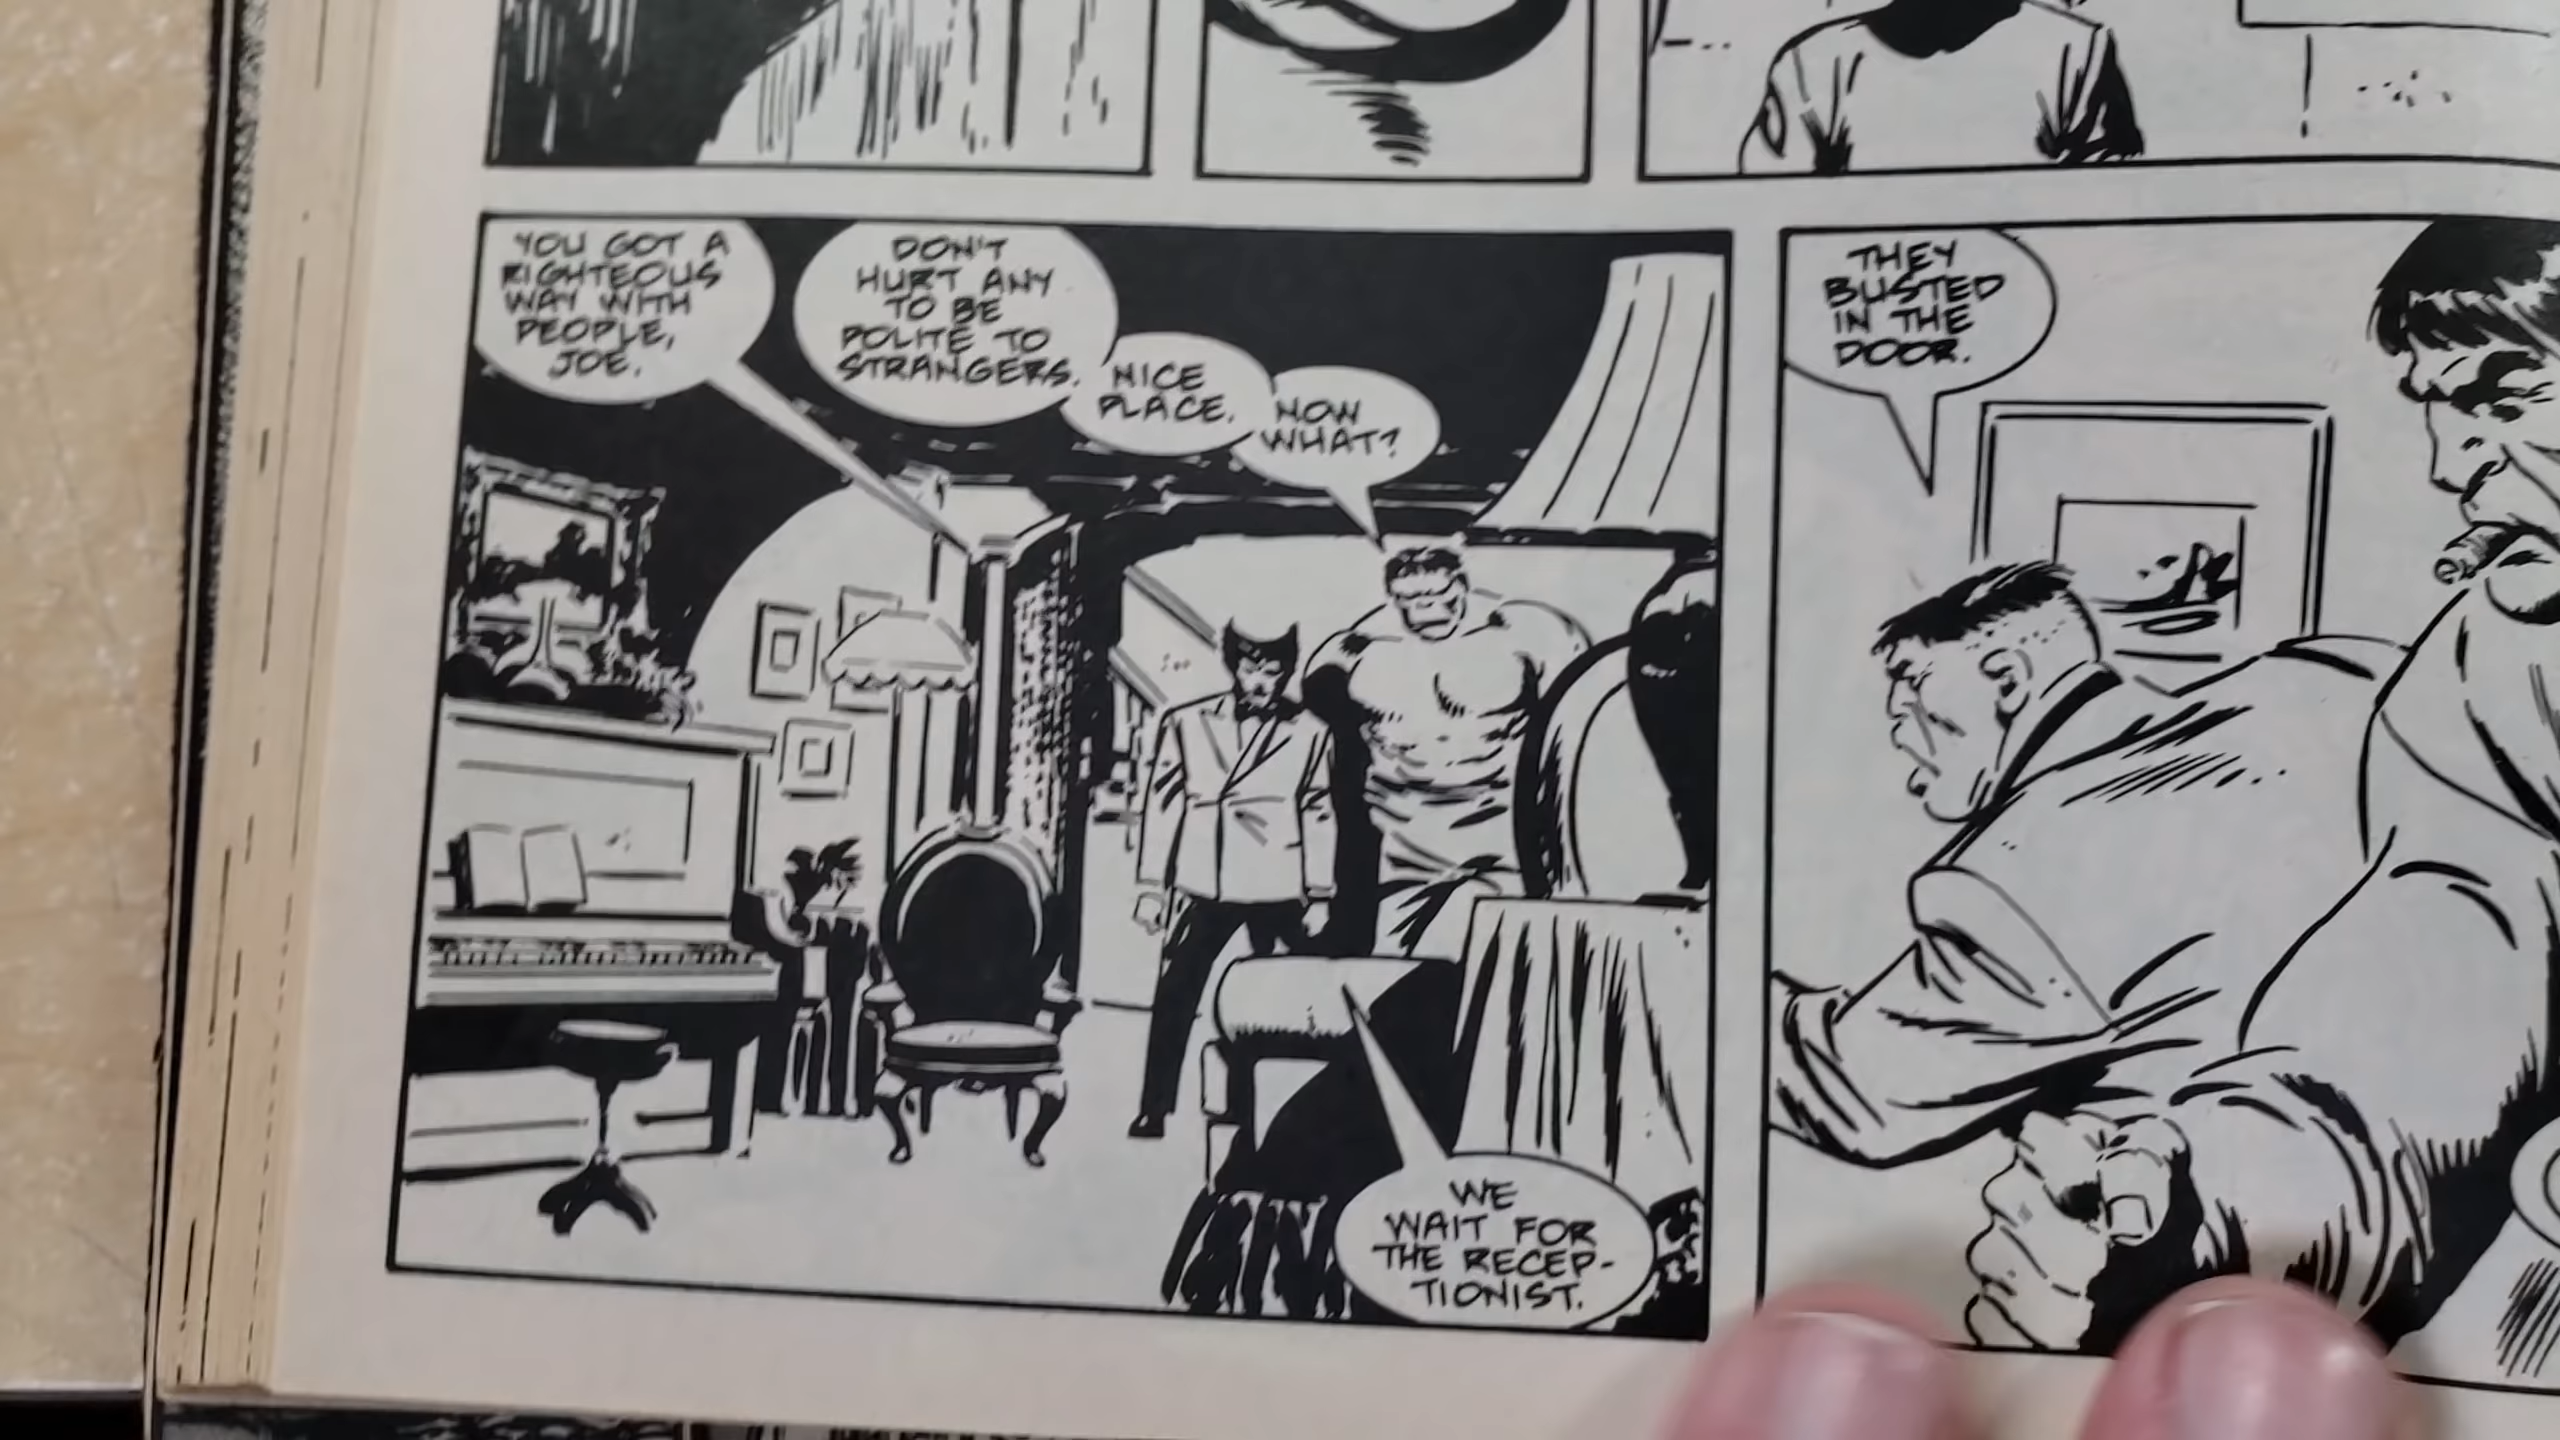 YOU GOT A
RIGHTEOUS
WAY WITH
PEOPLE,
JOE.
DON'T
HURT ANY
TO BE
POLITE TO
STRANGERS.
NICE
PLACE.
NOW
WHAT?
WE
WAIT FOR
THE RECEP-
TIONIST.
THEY
BUSTED
IN THE
DOOR.